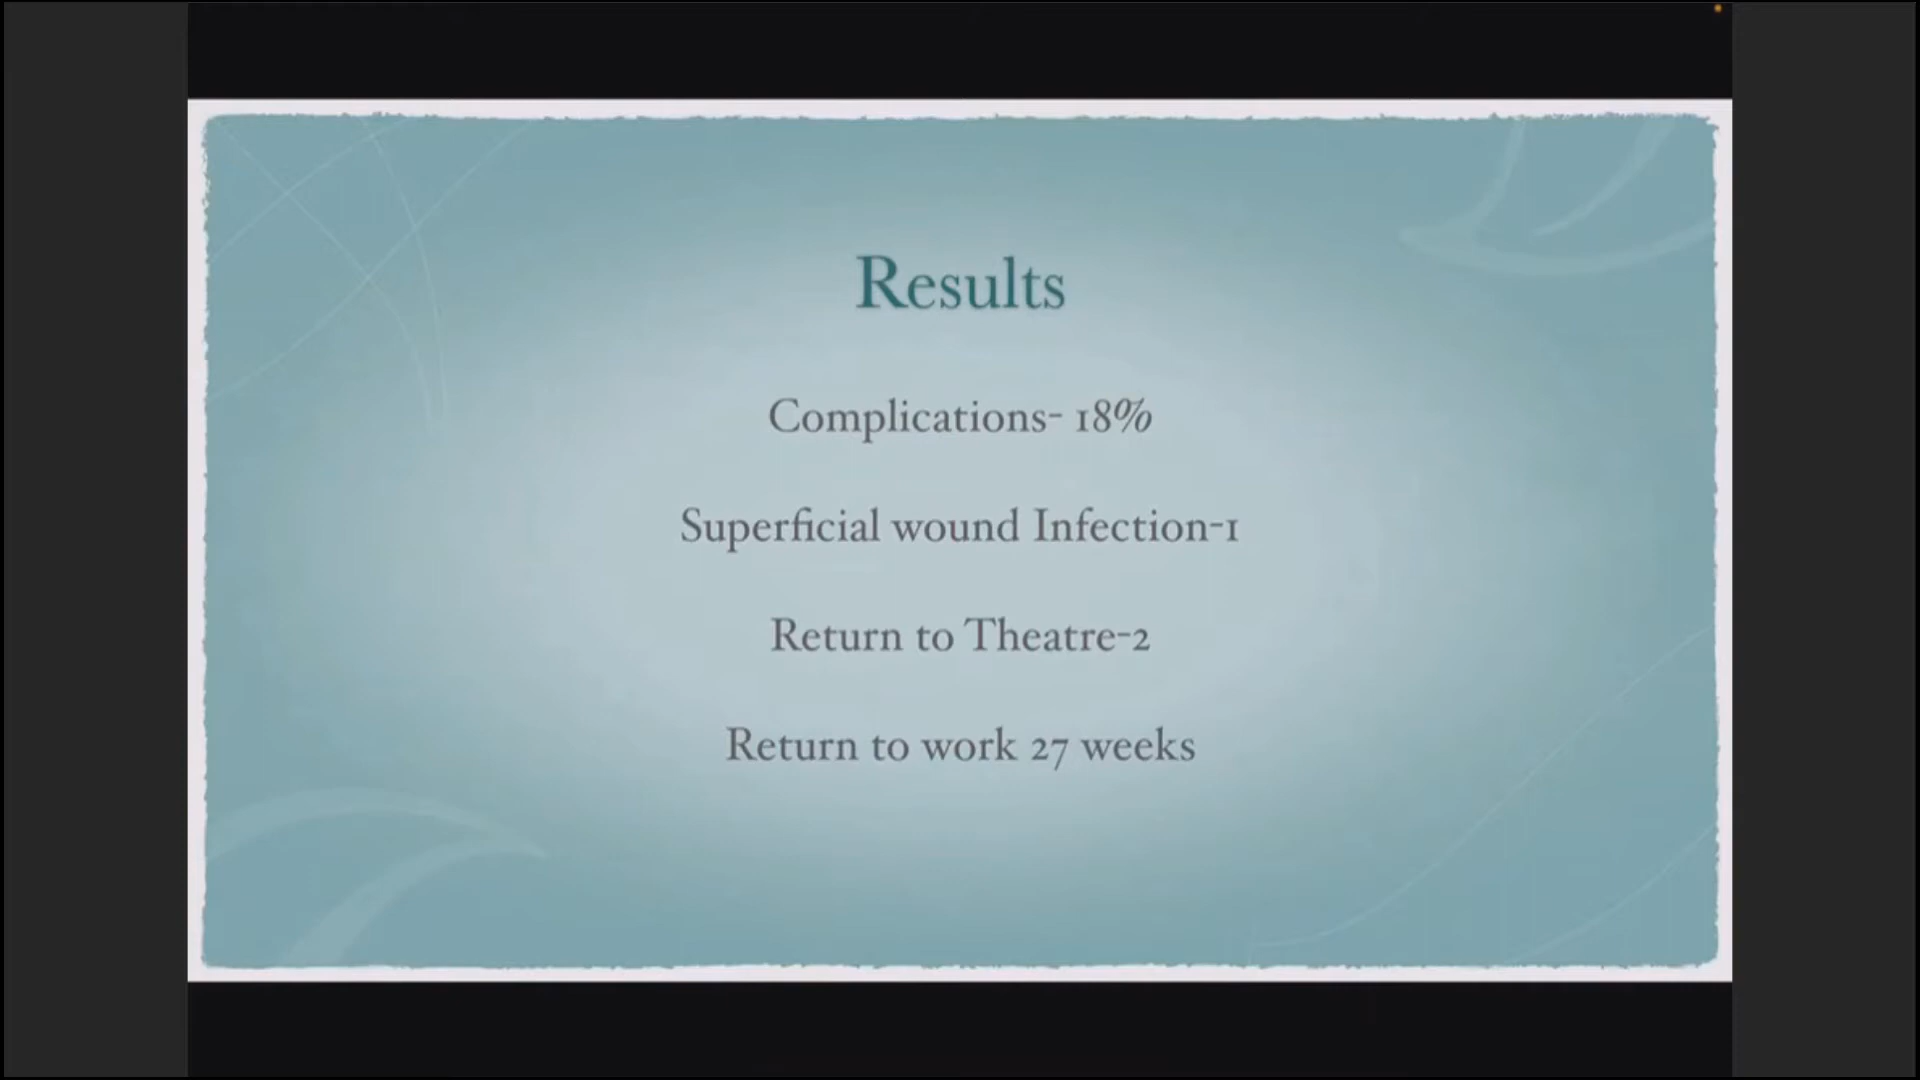 Results
Complications- 18%
Superficial wound Infection-1
Return to Theatre-2
Return to work 27 weeks